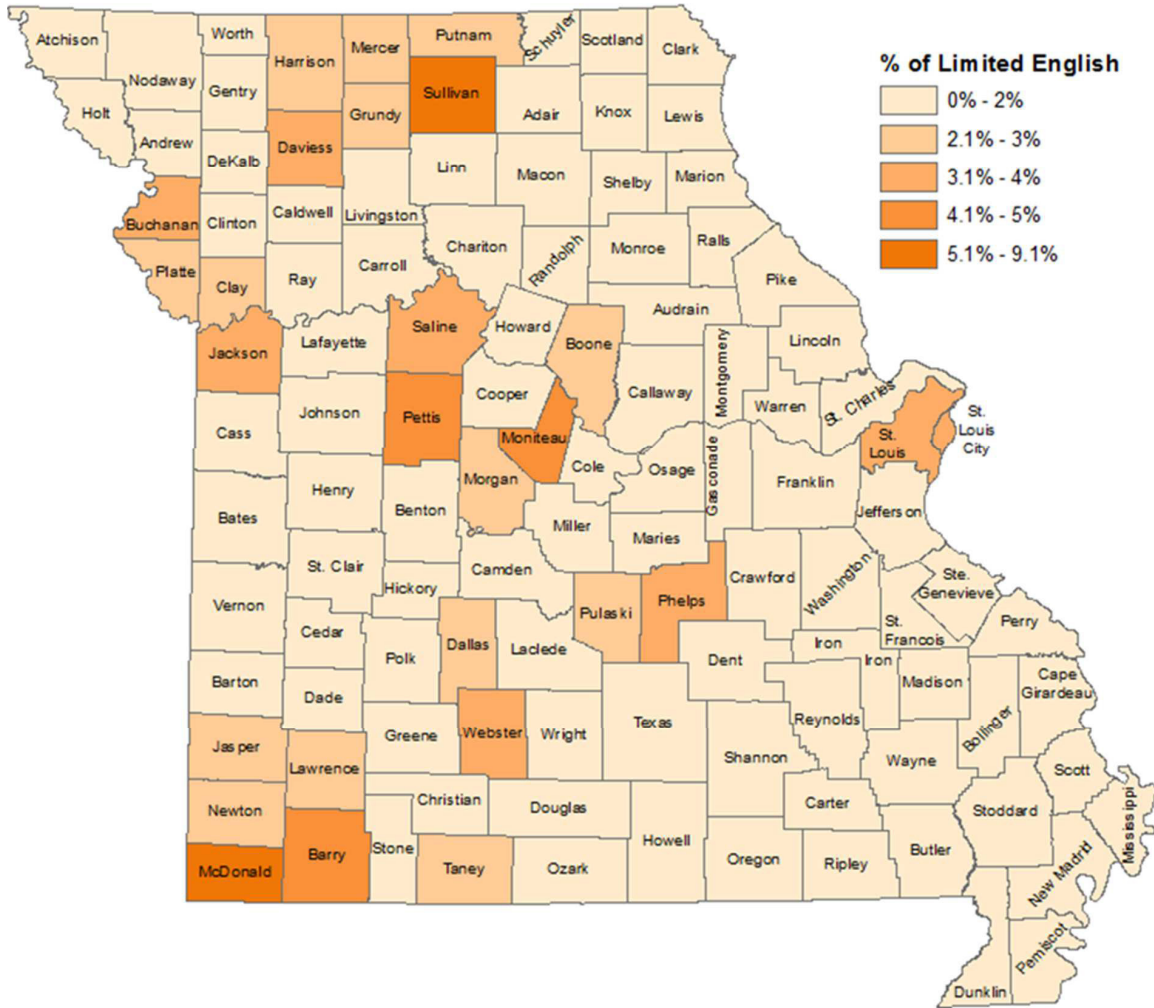 Atchison
Nodaway
Worth
Harrison
Mercer
Putnam
Schuyler
Scotland
Clark
Holt
Gentry
Sullivan
Adair
Knox
Lewis
Andrew
DeKalb
Daviess
Grundy
Linn
Macon
Shelby
Marion
Buchanan
Clinton
Caldwell
Livingston
Chariton
Randolph
Monroe
Ralls
Pike
Platte
Clay
Ray
Carroll
Saline
Howard
Boone
Audrain
Lincoln
Jackson
Lafayette
Cooper
Callaway
Montgomery
Warren
St. Charles
Cass
Johnson
Pettis
Moniteau
Cole
Osage
Gasconade
Franklin
St.
Louis
St.
Louis
City
Bates
Henry
Benton
Morgan
Miller
Maries
Jefferson
Vernon
St. Clair
Hickory
Camden
Pulaski
Phelps
Crawford
Washington
Ste.
Genevieve
St.
Francois
Perry
Cedar
Polk
Dallas
Laclede
Dent
Iron
Iron
Madison
Cape
Girardeau
Bollinger
Barton
Dade
Greene
Webster
Wright
Texas
Shannon
Reynolds
Wayne
Scott
Mississippi
Jasper
Lawrence
Christian
Douglas
Howell
Carter
Stoddard
Newton
McDonald
Barry
Stone
Taney
Ozark
Oregon
Ripley
Butler
New Madrid
Pemiscot
Dunklin
% of Limited English
0% - 2%
2.1% - 3%
3.1% - 4%
4.1% - 5%
5.1% - 9.1%